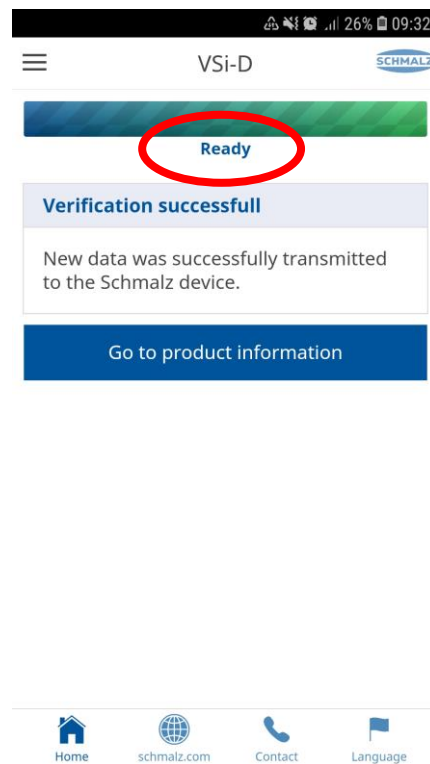 26% 09:32
VSi-D
SCHMALZ
Ready
Verification successfull
New data was successfully transmitted
to the Schmalz device.
Go to product information
Home schmalz.com Contact Language